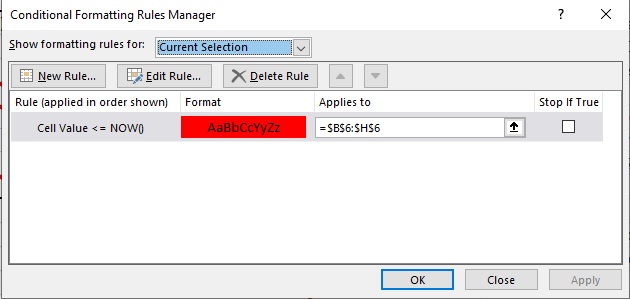 Conditional Formatting Rules Manager ? ×
Show formatting rules for: Current Selection
New Rule... Edit Rule... Delete Rule
Rule (applied in order shown) Format Applies to Stop If True
Cell Value <= NOW() AaBbCcYyZz =$B$6:$H$6
OK Close Apply